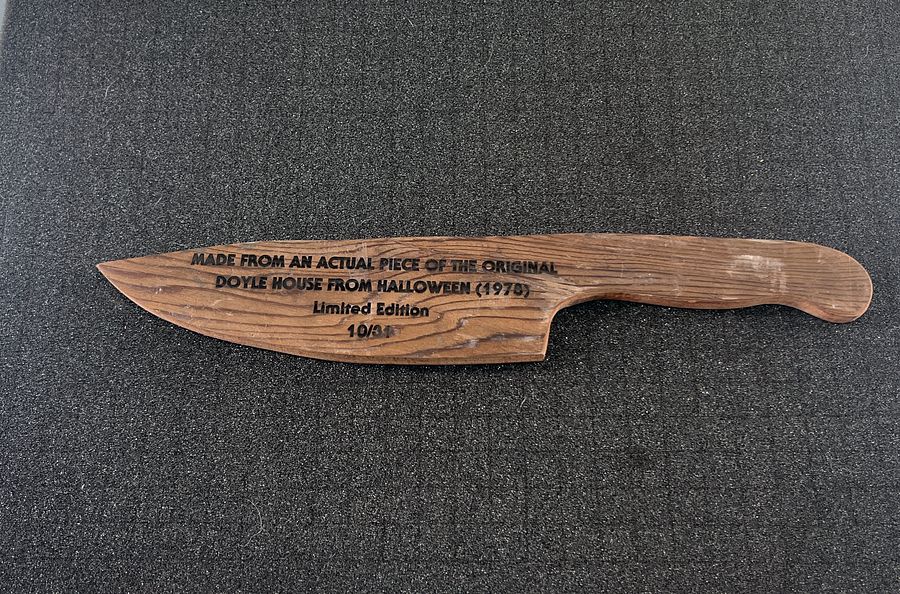 MADE FROM AN ACTUAL PIECE OF THE ORIGINAL
DOYLE HOUSE FROM HALLOWEEN (1978)
Limited Edition
10/31